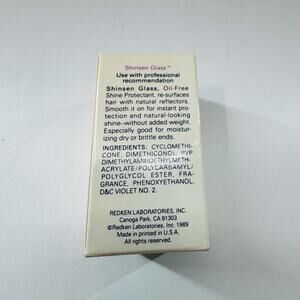 Shinsen Glass™
Use with professional
recommendation
Shinsen Glass, Oil-Free
Shine Protectant, re-surfaces
hair with natural reflectors.
Smooth it on for instant pro-
tection and natural-looking
shine–without added weight.
Especially good for moistur-
izing dry or brittle ends.
INGREDIENTS: CYCLOMETHI-
CONE, DIMETHICONOL, PVP
DIMETHYLAMINOETHYLMETH-
ACRYLATE/POLYCARBAMYL/
POLYGLYCOL ESTER, FRA-
GRANCE, PHENOXYETHANOL,
D&C VIOLET NO. 2.
REDKEN LABORATORIES, INC.
Canoga Park, CA 91303
©Redken Laboratories, Inc. 1989
Made in printed in U.S.A.
All rights reserved.